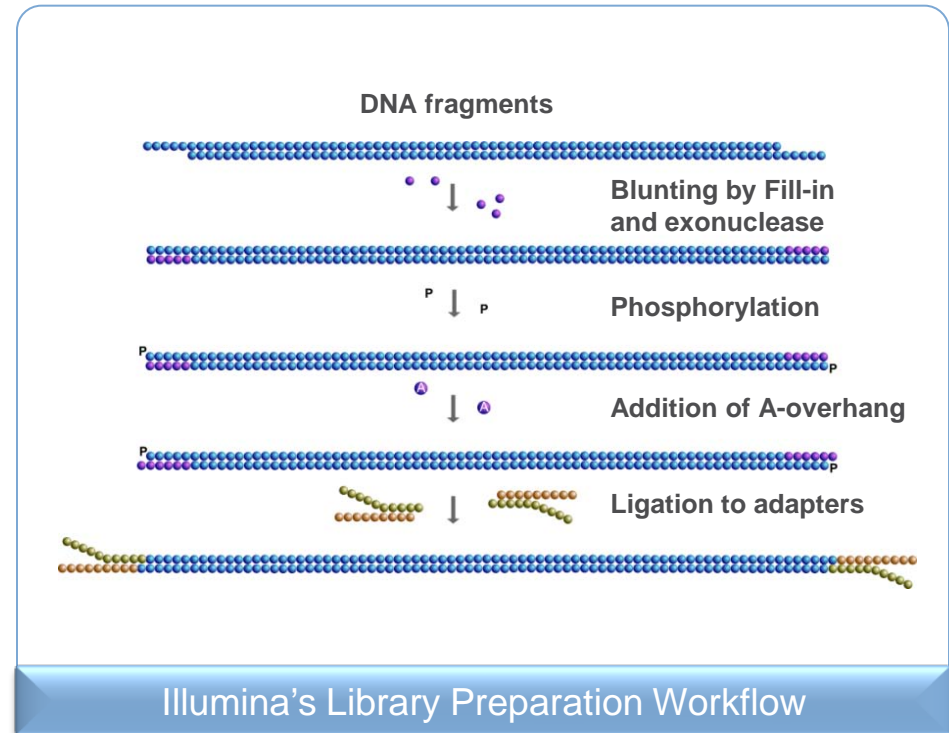 DNA fragments
Blunting by Fill-in
and exonuclease
P
P
Phosphorylation
P
P
A
A
Addition of A-overhang
P
P
Ligation to adapters
Illumina's Library Preparation Workflow